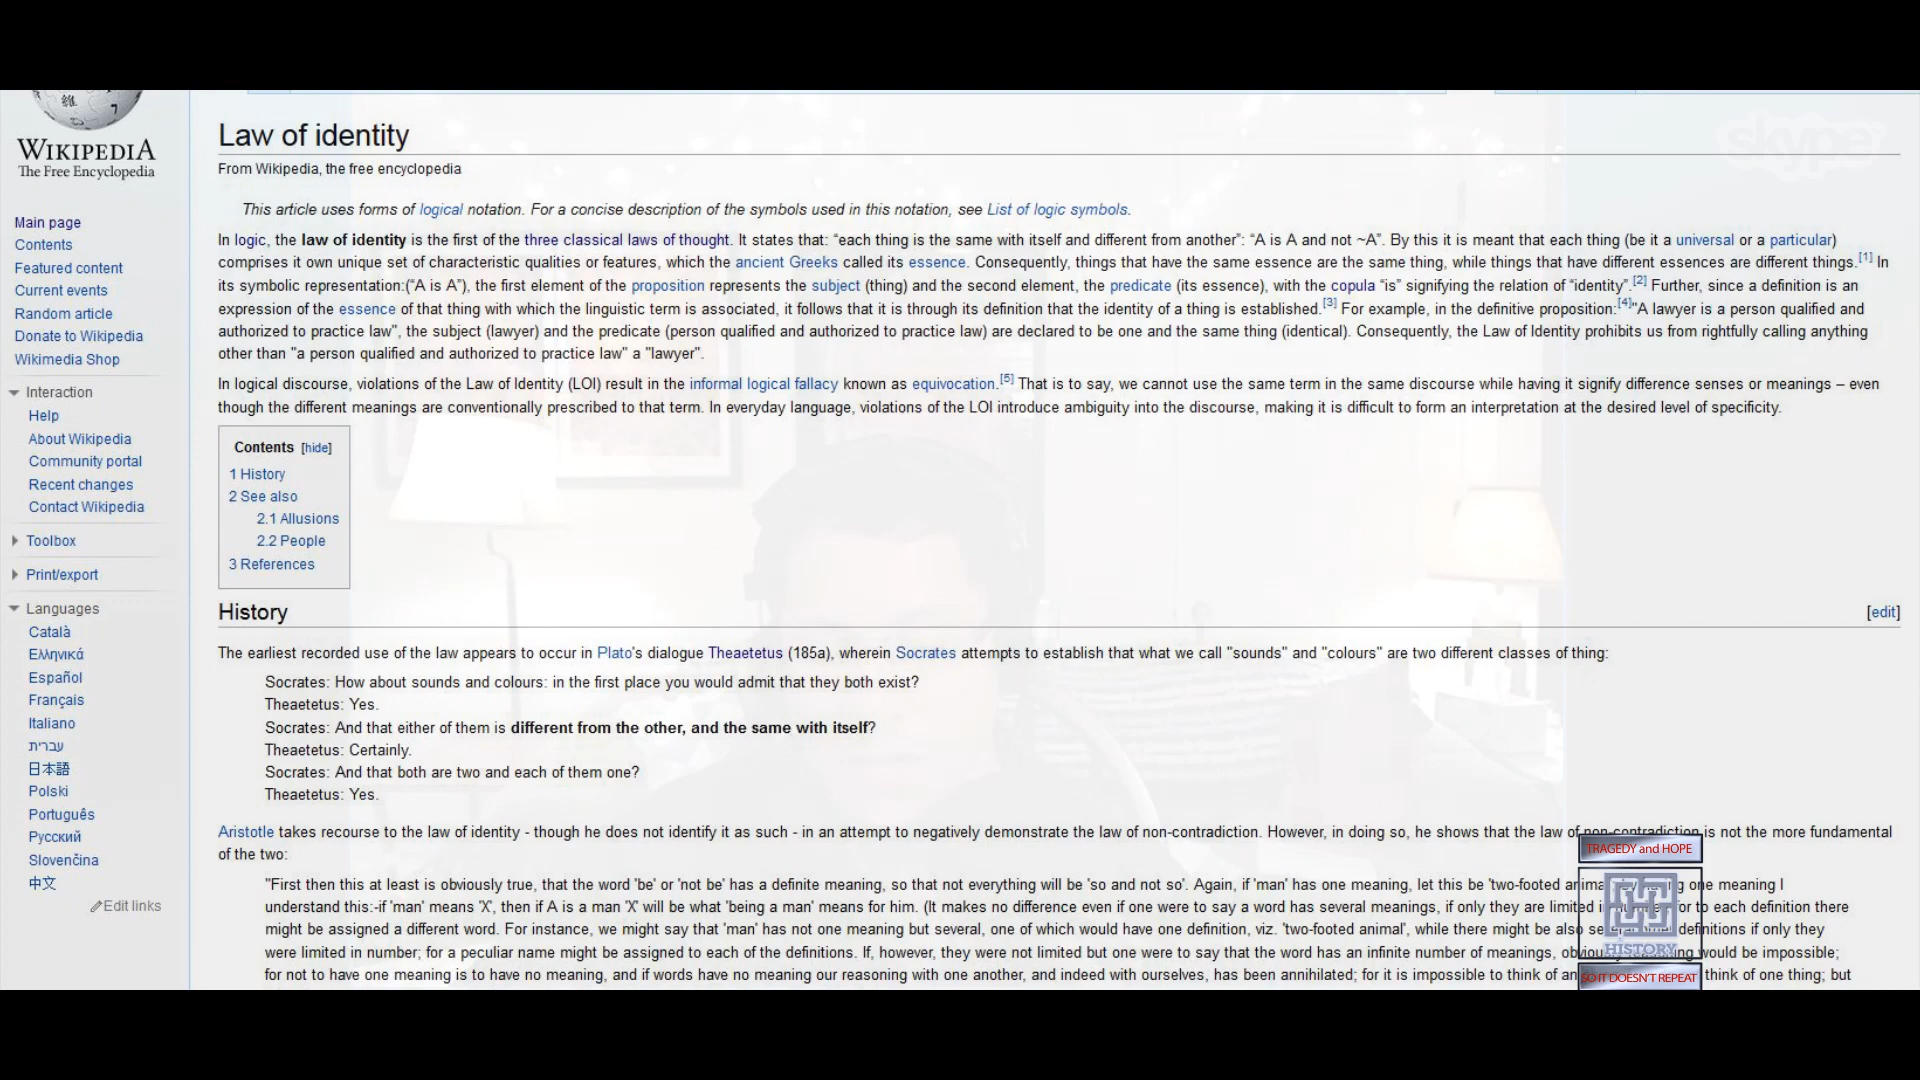 WIKIPEDIA
The Free Encyclopedia
Main page
Contents
Featured content
Current events
Random article
Donate to Wikipedia
Wikimedia Shop
Interaction
Help
About Wikipedia
Community portal
Recent changes
Contact Wikipedia
Toolbox
Print/export
Languages
Català
Ελληνικά
Español
Français
Italiano
עברית
日本語
Polski
Português
Русский
Slovenčina
中文
Edit links
skype
Law of identity
From Wikipedia, the free encyclopedia
This article uses forms of logical notation. For a concise description of the symbols used in this notation, see List of logic symbols.
In logic, the law of identity is the first of the three classical laws of thought. It states that: “each thing is the same with itself and different from another”: “A is A and not ~A”. By this it is meant that each thing (be it a universal or a particular)
comprises it own unique set of characteristic qualities or features, which the ancient Greeks called its essence. Consequently, things that have the same essence are the same thing, while things that have different essences are different things.[1] In
its symbolic representation:(“A is A”), the first element of the proposition represents the subject (thing) and the second element, the predicate (its essence), with the copula “is” signifying the relation of “identity”.[2] Further, since a definition is an
expression of the essence of that thing with which the linguistic term is associated, it follows that it is through its definition that the identity of a thing is established.[3] For example, in the definitive proposition:[4]"A lawyer is a person qualified and
authorized to practice law", the subject (lawyer) and the predicate (person qualified and authorized to practice law) are declared to be one and the same thing (identical). Consequently, the Law of Identity prohibits us from rightfully calling anything
other than "a person qualified and authorized to practice law" a "lawyer".
In logical discourse, violations of the Law of Identity (LOI) result in the informal logical fallacy known as equivocation.[5] That is to say, we cannot use the same term in the same discourse while having it signify difference senses or meanings – even
though the different meanings are conventionally prescribed to that term. In everyday language, violations of the LOI introduce ambiguity into the discourse, making it is difficult to form an interpretation at the desired level of specificity.
Contents [hide]
1 History
2 See also
2.1 Allusions
2.2 People
3 References
History [edit]
The earliest recorded use of the law appears to occur in Plato's dialogue Theaetetus (185a), wherein Socrates attempts to establish that what we call "sounds" and "colours" are two different classes of thing:
Socrates: How about sounds and colours: in the first place you would admit that they both exist?
Theaetetus: Yes.
Socrates: And that either of them is different from the other, and the same with itself?
Theaetetus: Certainly.
Socrates: And that both are two and each of them one?
Theaetetus: Yes.
Aristotle takes recourse to the law of identity - though he does not identify it as such - in an attempt to negatively demonstrate the law of non-contradiction. However, in doing so, he shows that the law of non-contradiction is not the more fundamental
of the two:
"First then this at least is obviously true, that the word 'be' or 'not be' has a definite meaning, so that not everything will be 'so and not so'. Again, if 'man' has one meaning, let this be 'two-footed one meaning I
understand this:-if 'man' means 'X', then if A is a man 'X' will be what 'being a man' means for him. (It makes no difference even if one were to say a word has several meanings, if only they are limited for to each definition there
might be assigned a different word. For instance, we might say that 'man' has not one meaning but several, one of which would have one definition, viz. 'two-footed animal', while there might be also definitions if only they
were limited in number; for a peculiar name might be assigned to each of the definitions. If, however, they were not limited but one were to say that the word has an infinite number of meanings, would be impossible;
for not to have one meaning is to have no meaning, and if words have no meaning our reasoning with one another, and indeed with ourselves, has been annihilated; for it is impossible to think of think of one thing; but
TRAGEDY and HOPE
HISTORY
SO IT DOESN'T REPEAT